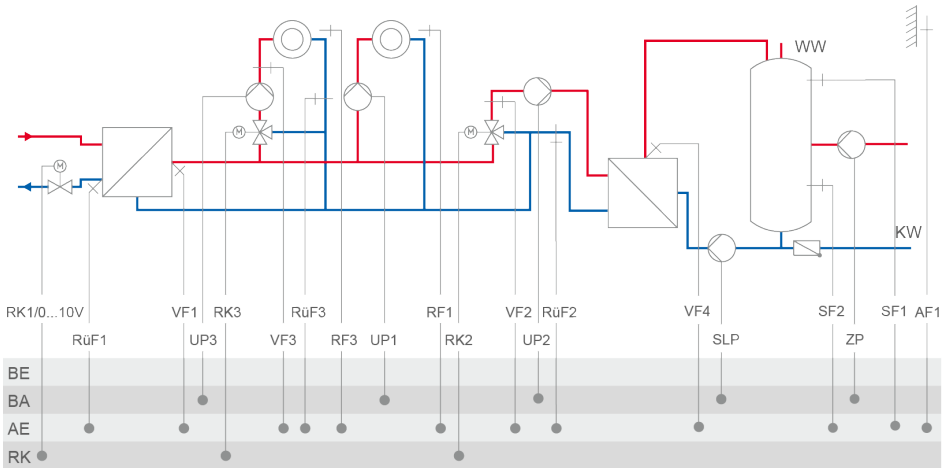 WW
M
M
M
KW
RK1/0...10V VF1 RK3 RüF3 RF1 VF2 RüF2 VF4 SF2 SF1 AF1
RüF1 UP3 VF3 RF3 UP1 RK2 UP2 SLP ZP
BE
BA
AE
RK